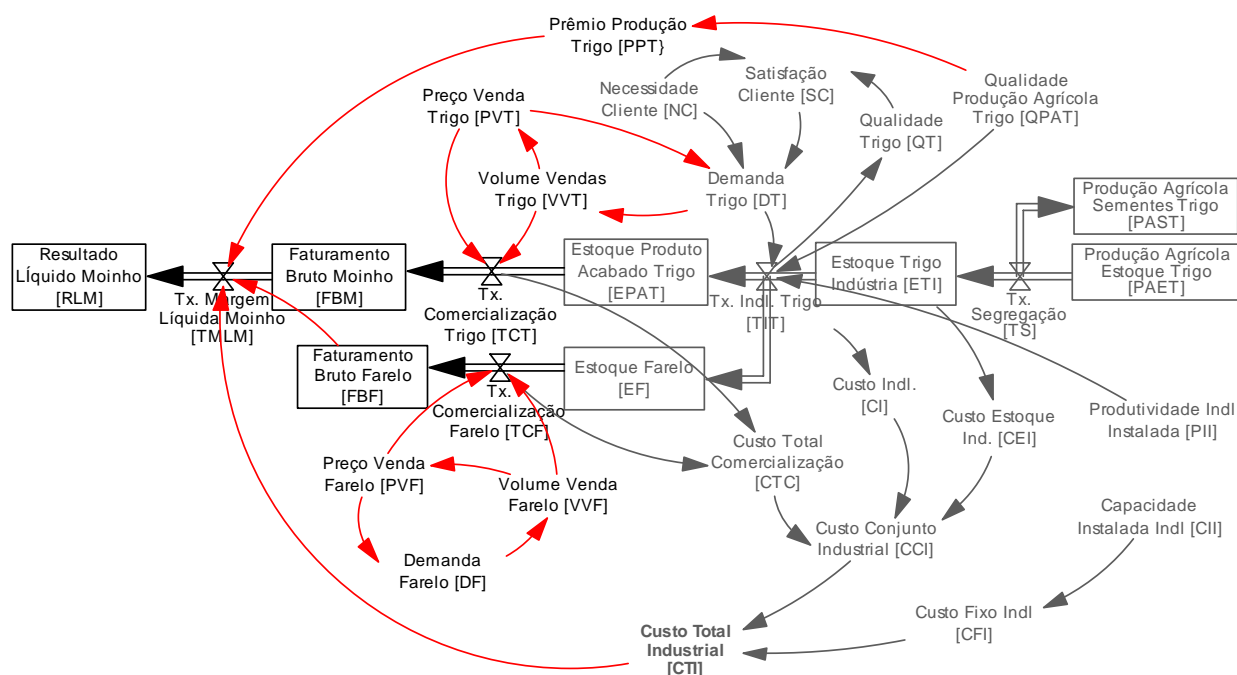 Prêmio Produção
Trigo [PPT}
Preço Venda
Trigo [PVT]
Necessidade
Cliente [NC]
Satisfação
Cliente [SC]
Qualidade
Trigo [QT]
Qualidade
Produção Agrícola
Trigo [QPAT]
Volume Vendas
Trigo [VVT]
Demanda
Trigo [DT]
Produção Agrícola
Sementes Trigo
[PAST]
Resultado
Líquido Moinho
[RLM]
Tx. Margem
Líquida Moinho
[TMLM]
Faturamento
Bruto Moinho
[FBM]
Tx.
Comercialização
Trigo [TCT]
Estoque Produto
Acabado Trigo
[EPAT]
Tx. Indl. Trigo
[TIT]
Estoque Trigo
Indústria [ETI]
Tx.
Segregação
[TS]
Produção Agrícola
Estoque Trigo
[PAET]
Faturamento
Bruto Farelo
[FBF]
Tx.
Comercialização
Farelo [TCF]
Estoque Farelo
[EF]
Custo Indl.
[CI]
Custo Estoque
Ind. [CEI]
Produtividade Indl
Instalada [PII]
Preço Venda
Farelo [PVF]
Volume Venda
Farelo [VVF]
Custo Total
Comercialização
[CTC]
Demanda
Farelo [DF]
Custo Conjunto
Industrial [CCI]
Capacidade
Instalada Indl [CII]
Custo Total
Industrial
[CTI]
Custo Fixo Indl
[CFI]